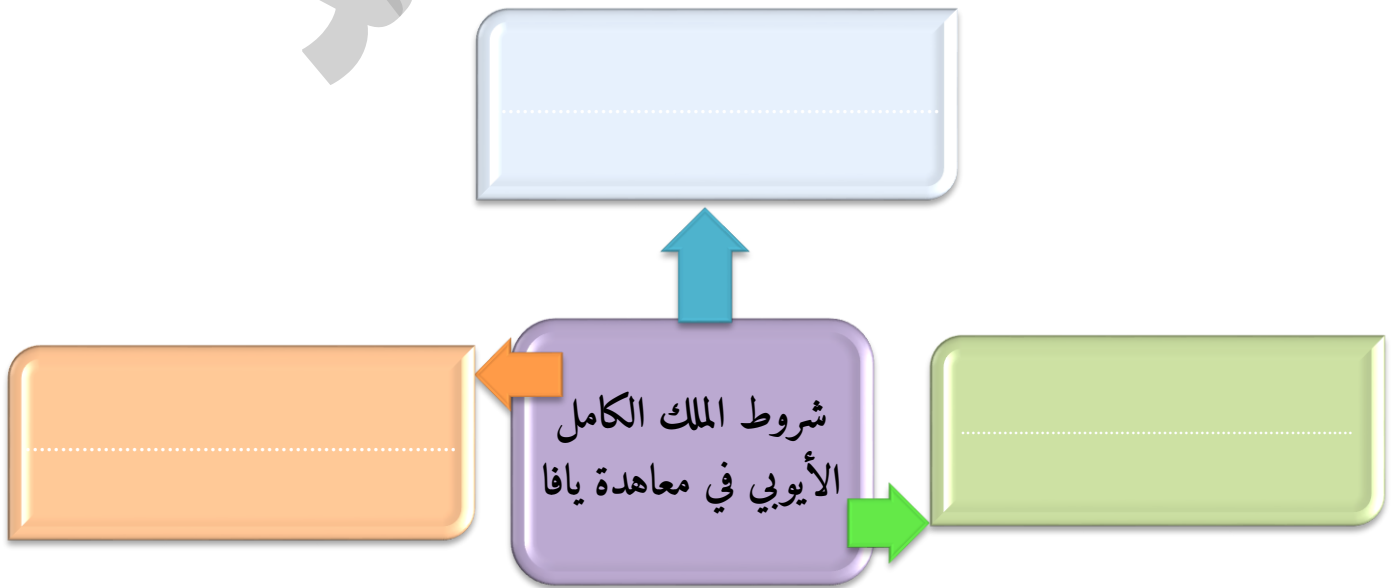 شروط الملك الكامل
الأيوبي في معاهدة يافا